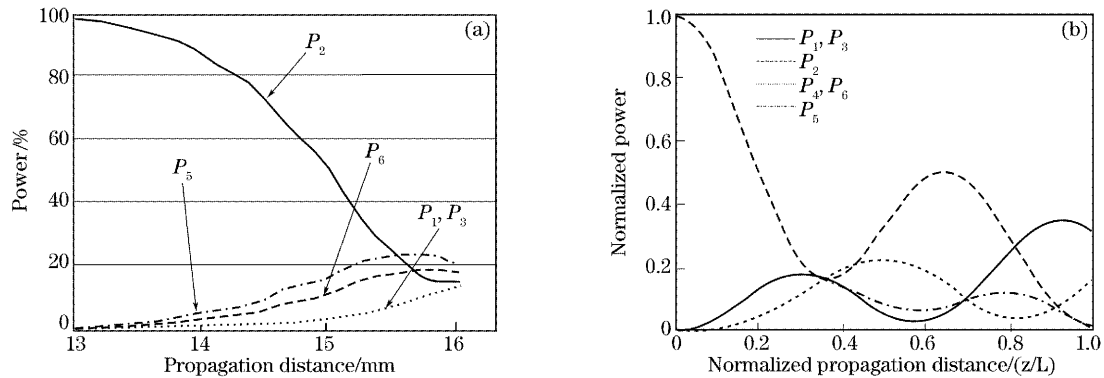 100
80
60
40
20
0
Power/%
(a)
P₂
P₅
P₆
P₁, P₃
13
14
15
16
Propagation distance/mm
1.0
0.8
0.6
0.4
0.2
0
Normalized power
(b)
P₁, P₃
P₂
P₄, P₆
P₅
0
0.2
0.4
0.6
0.8
1.0
Normalized propagation distance/(z/L)